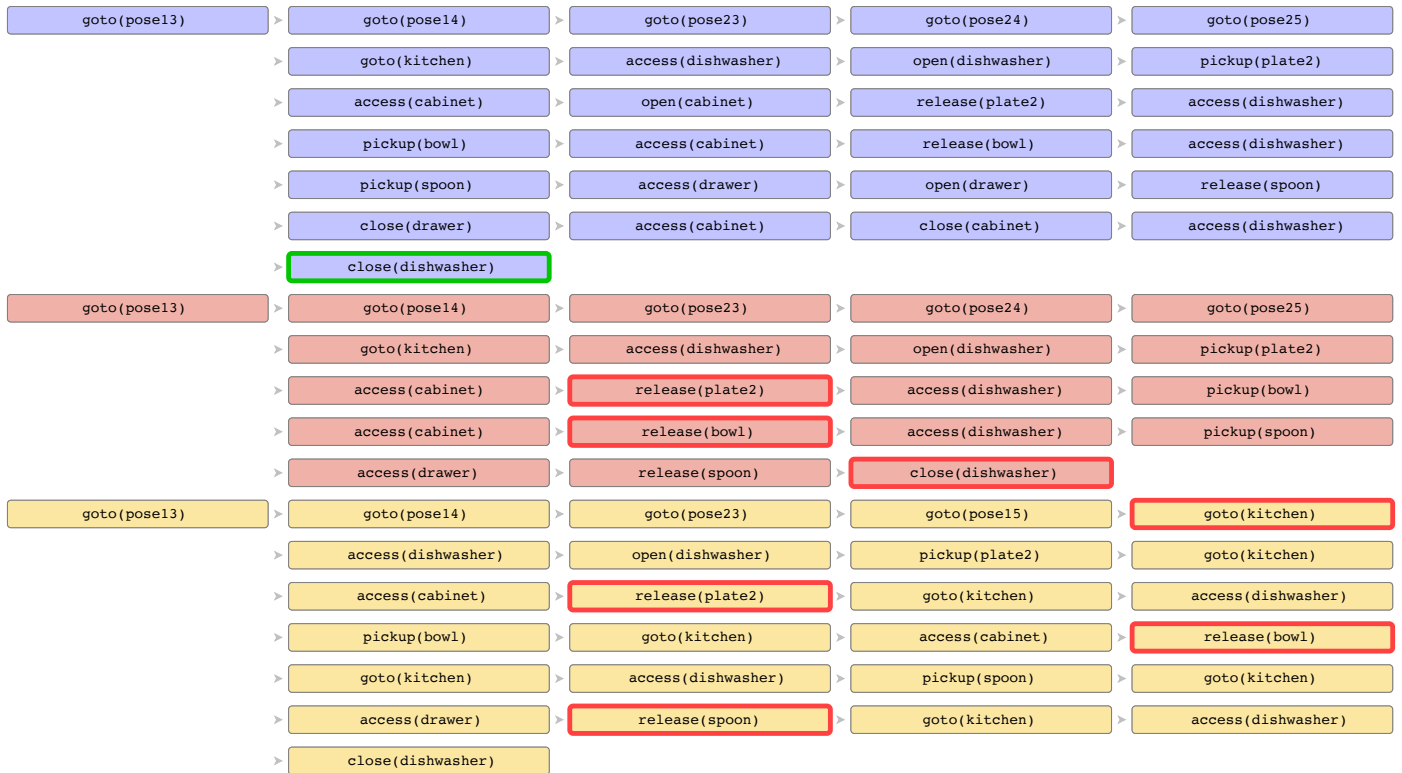 goto(pose13) goto(pose14) goto(pose23) goto(pose24) goto(pose25)
goto(kitchen) access(dishwasher) open(dishwasher) pickup(plate2)
access(cabinet) open(cabinet) release(plate2) access(dishwasher)
pickup(bowl) access(cabinet) release(bowl) access(dishwasher)
pickup(spoon) access(drawer) open(drawer) release(spoon)
close(drawer) access(cabinet) close(cabinet) access(dishwasher)
close(dishwasher)
goto(pose13) goto(pose14) goto(pose23) goto(pose24) goto(pose25)
goto(kitchen) access(dishwasher) open(dishwasher) pickup(plate2)
access(cabinet) release(plate2) access(dishwasher) pickup(bowl)
access(cabinet) release(bowl) access(dishwasher) pickup(spoon)
access(drawer) release(spoon) close(dishwasher)
goto(pose13) goto(pose14) goto(pose23) goto(pose15) goto(kitchen)
access(dishwasher) open(dishwasher) pickup(plate2) goto(kitchen)
access(cabinet) release(plate2) goto(kitchen) access(dishwasher)
pickup(bowl) goto(kitchen) access(cabinet) release(bowl)
goto(kitchen) access(dishwasher) pickup(spoon) goto(kitchen)
access(drawer) release(spoon) goto(kitchen) access(dishwasher)
close(dishwasher)